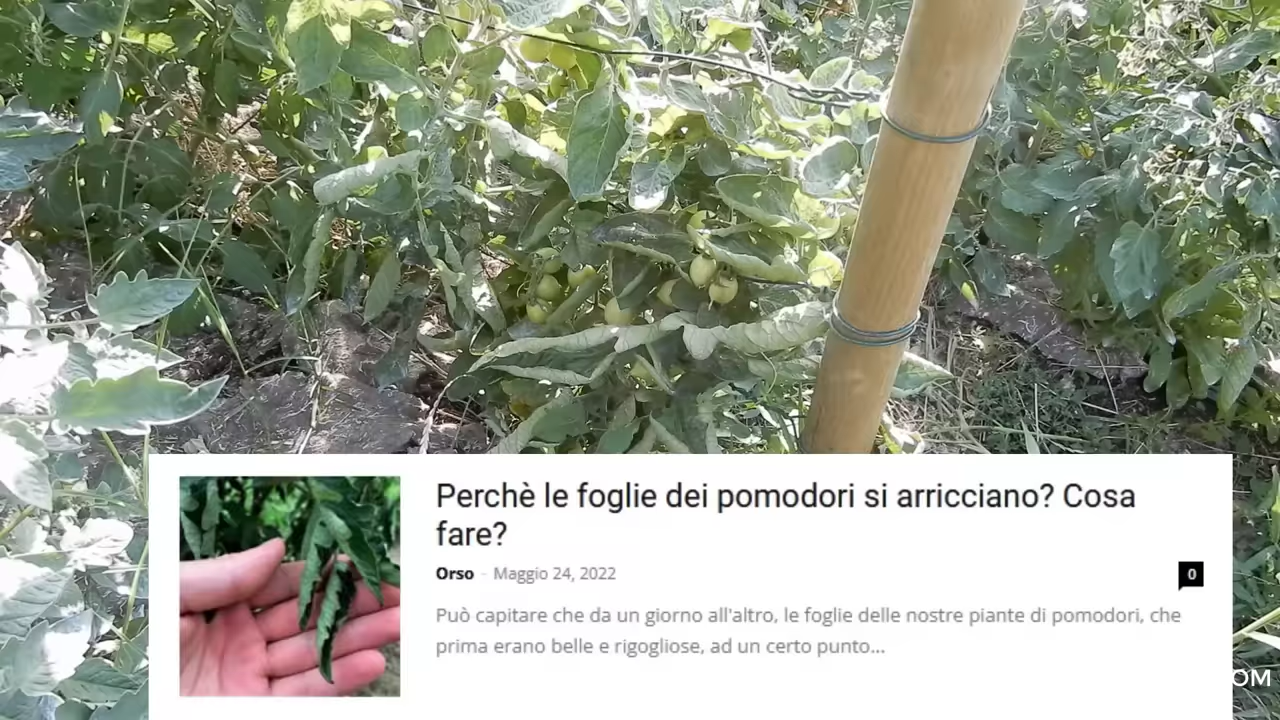 Perchè le foglie dei pomodori si arricciano? Cosa
fare?
Orso - Maggio 24, 2022
0
Può capitare che da un giorno all'altro, le foglie delle nostre piante di pomodori, che
prima erano belle e rigogliose, ad un certo punto...
OM